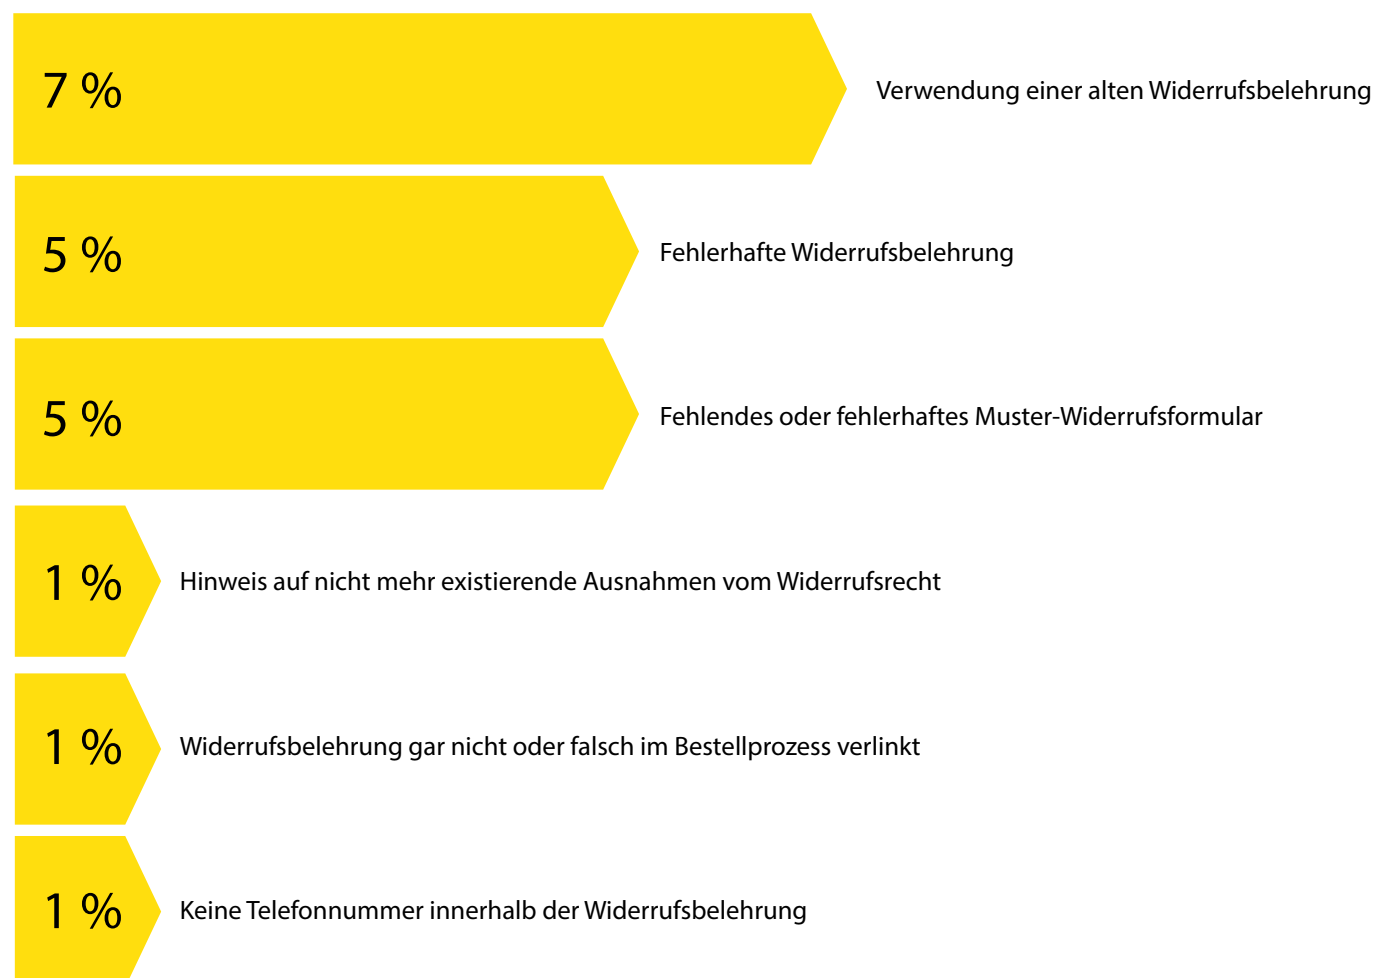 7 %
Verwendung einer alten Widerrufsbelehrung
5 %
Fehlerhafte Widerrufsbelehrung
5 %
Fehlendes oder fehlerhaftes Muster-Widerrufsformular
1 %
Hinweis auf nicht mehr existierende Ausnahmen vom Widerrufsrecht
1 %
Widerrufsbelehrung gar nicht oder falsch im Bestellprozess verlinkt
1 %
Keine Telefonnummer innerhalb der Widerrufsbelehrung